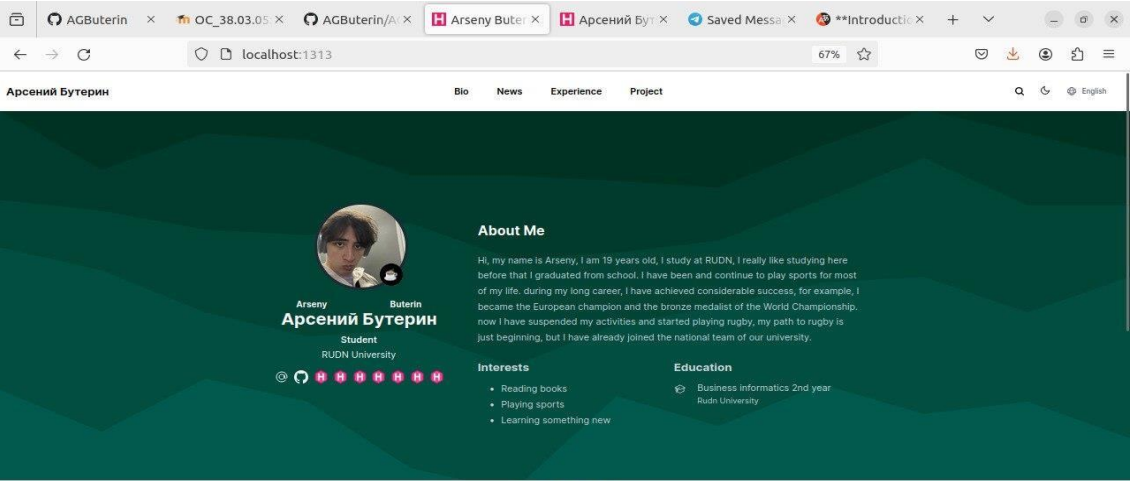 AGButerin
OC_38.03.05
AGButerin/A
Arseny Buter
Арсений Бут
Saved Messa
**Introductio
localhost:1313
67%
Арсений Бутерин
Bio
News
Experience
Project
English
About Me
Hi, my name is Arseny, I am 19 years old, I study at RUDN, I really like studying here
before that I graduated from school. I have been and continue to play sports for most
of my life. during my long career, I have achieved considerable success, for example, I
became the European champion and the bronze medalist of the World Championship.
now I have suspended my activities and started playing rugby, my path to rugby is
just beginning, but I have already joined the national team of our university.
Arseny Buterin
Арсений Бутерин
Student
RUDN University
Interests
Reading books
Playing sports
Learning something new
Education
Business informatics 2nd year
Rudn University